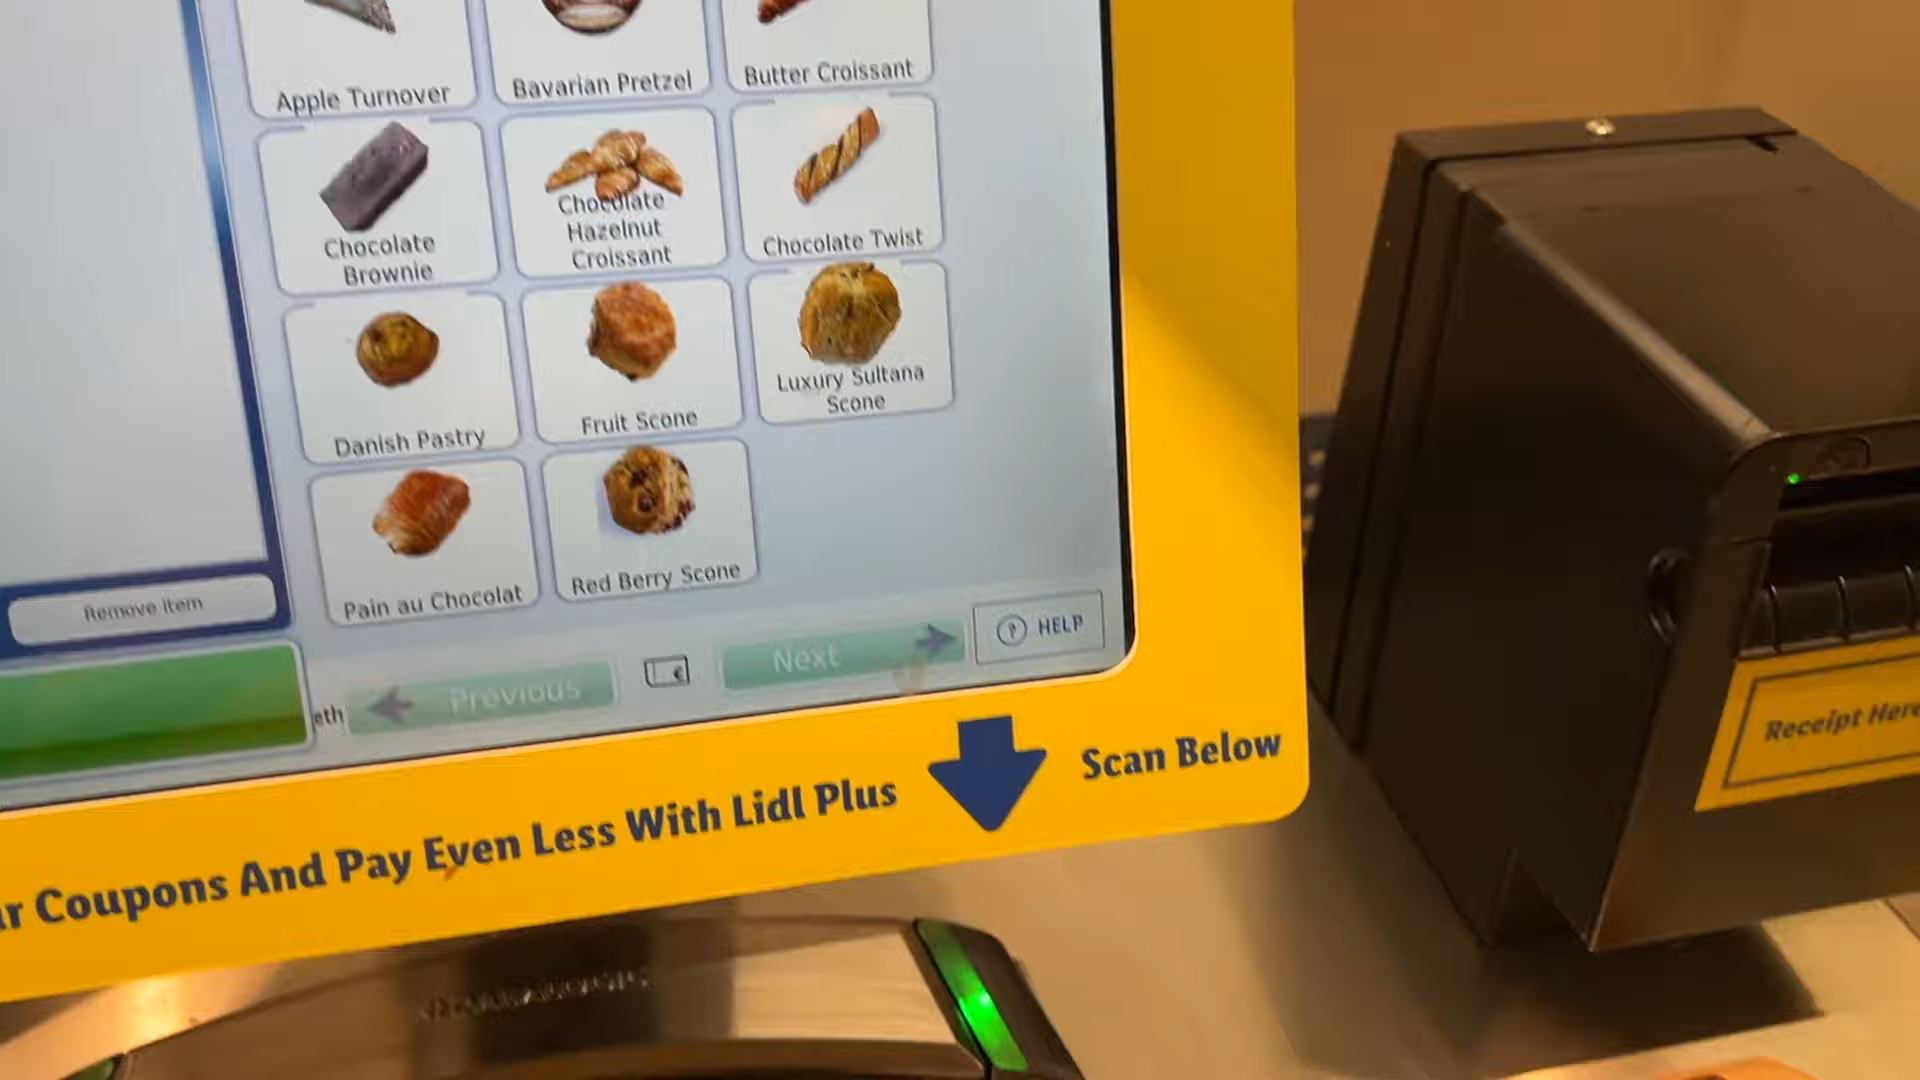 Apple Turnover
Bavarian Pretzel
Butter Croissant
Chocolate
Brownie
Chocolate
Hazelnut
Croissant
Chocolate Twist
Danish Pastry
Fruit Scone
Luxury Sultana
Scone
Pain au Chocolat
Red Berry Scone
Remove item
eth
Previous
€
Next
? HELP
r Coupons And Pay Even Less With Lidl Plus
Scan Below
Receipt Here